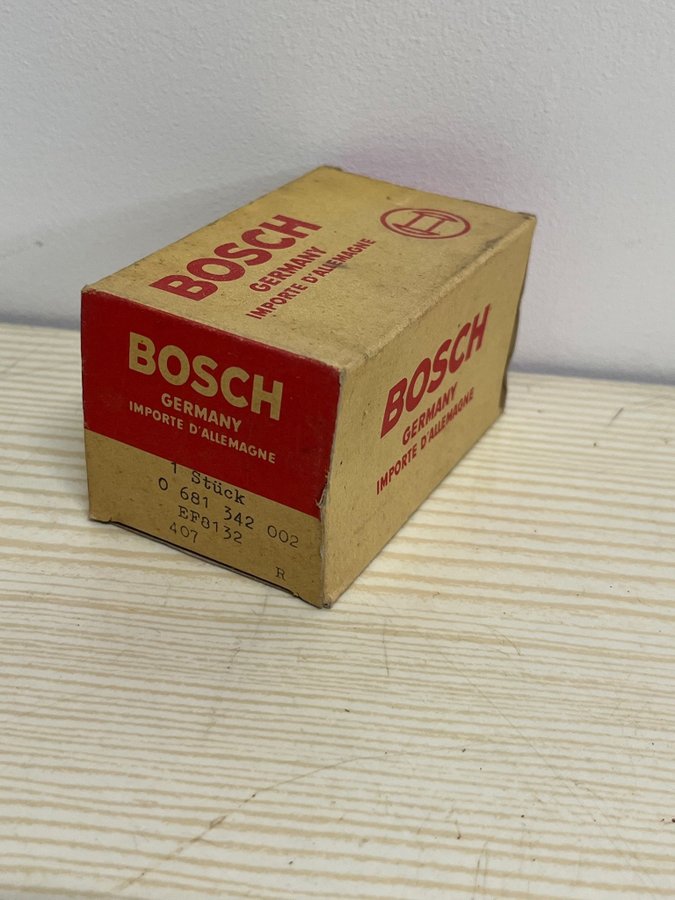 BOSCH
GERMANY
IMPORTE D'ALLEMAGNE
BOSCH
GERMANY
IMPORTE D'ALLEMAGNE
1 Stück
0 681 342 002
EF8132
407 R
BOSCH
GERMANY
IMPORTE D'ALLEMAGNE